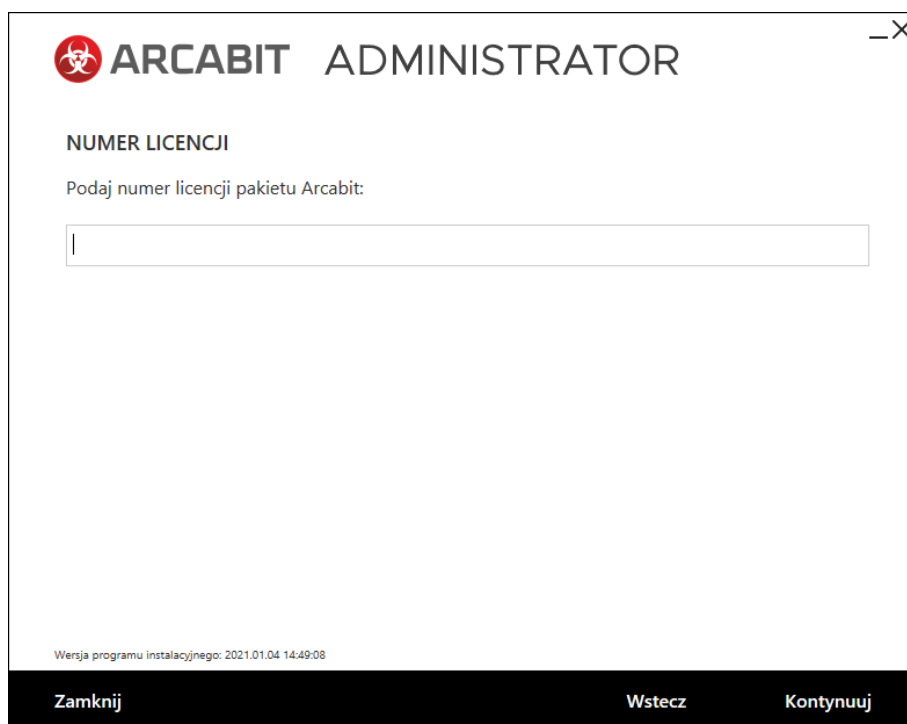 ARCABIT ADMINISTRATOR
NUMER LICENCJI
Podaj numer licencji pakietu Arcabit:
Wersja programu instalacyjnego: 2021.01.04 14:49:08
Zamknij Wstecz Kontynuuj